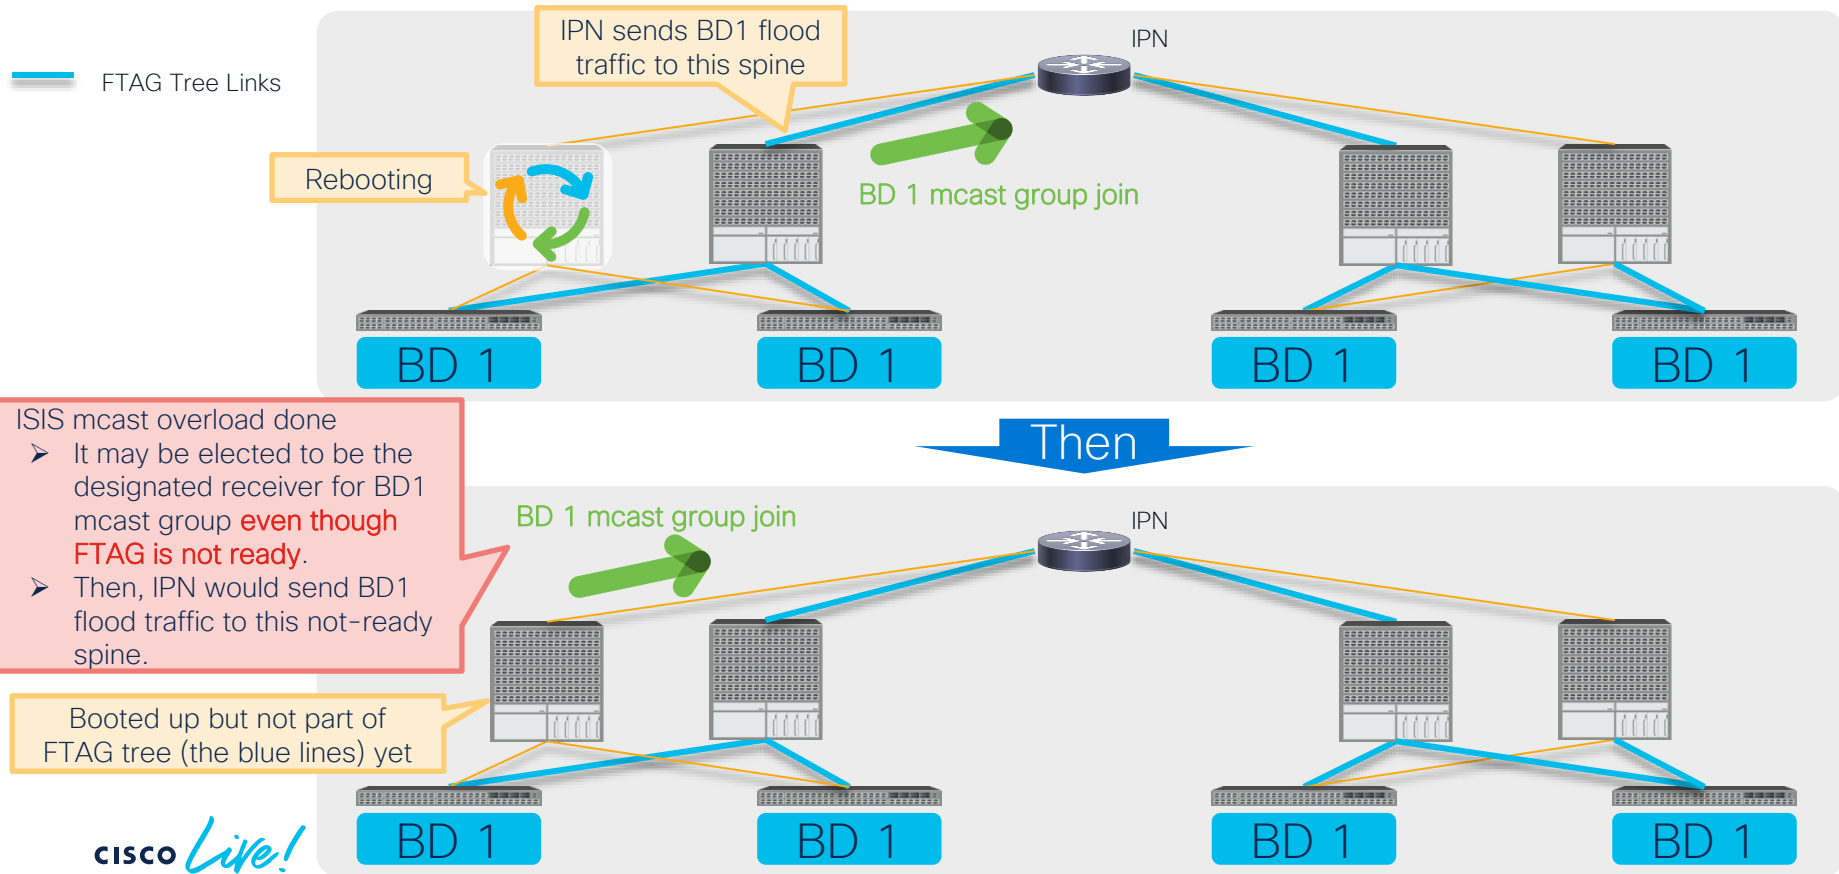 FTAG Tree Links
IPN sends BD1 flood
traffic to this spine
IPN
Rebooting
BD 1 mcast group join
BD 1
BD 1
BD 1
BD 1
Then
ISIS mcast overload done
➢ It may be elected to be the
designated receiver for BD1
mcast group even though
FTAG is not ready.
➢ Then, IPN would send BD1
flood traffic to this not-ready
spine.
BD 1 mcast group join
IPN
Booted up but not part of
FTAG tree (the blue lines) yet
BD 1
BD 1
BD 1
BD 1
CISCO Live!